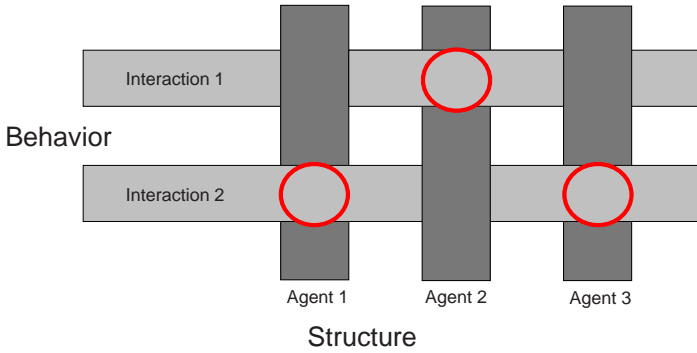 Interaction 1
Behavior
Interaction 2
Agent 1 Agent 2 Agent 3
Structure